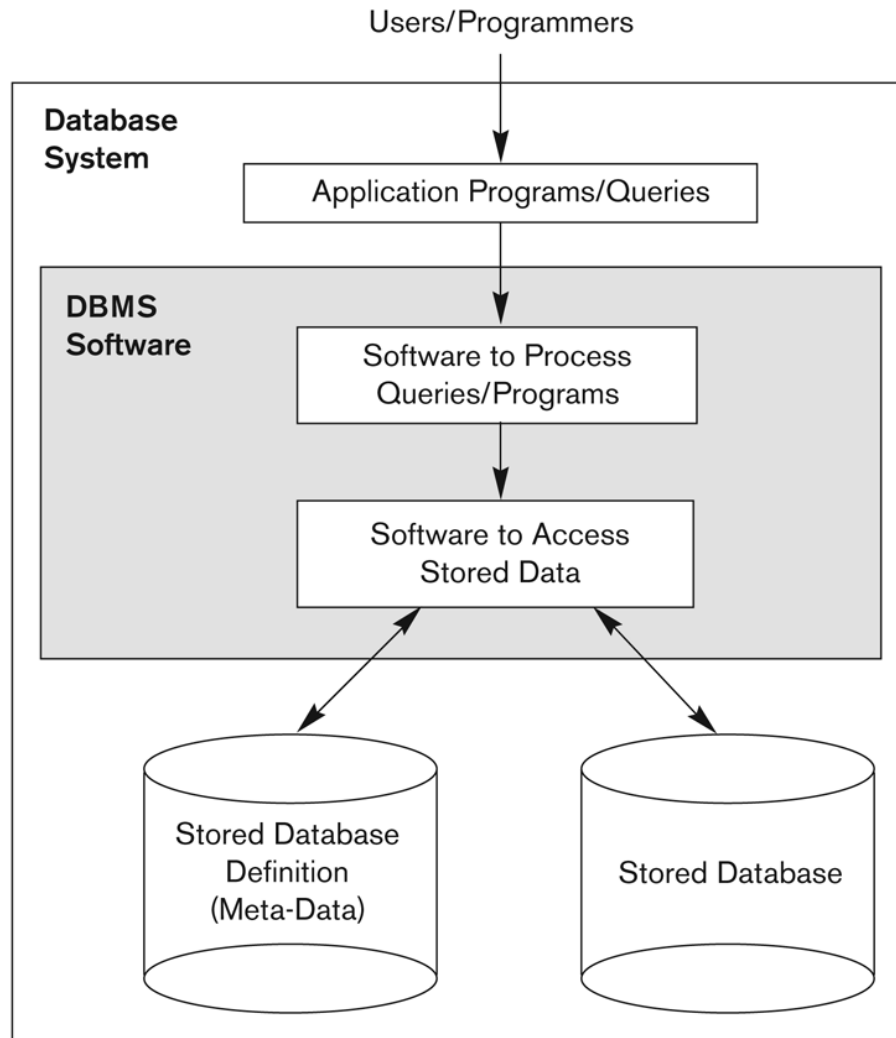 Users/Programmers
Database
System
Application Programs/Queries
DBMS
Software
Software to Process
Queries/Programs
Software to Access
Stored Data
Stored Database
Definition
(Meta-Data)
Stored Database